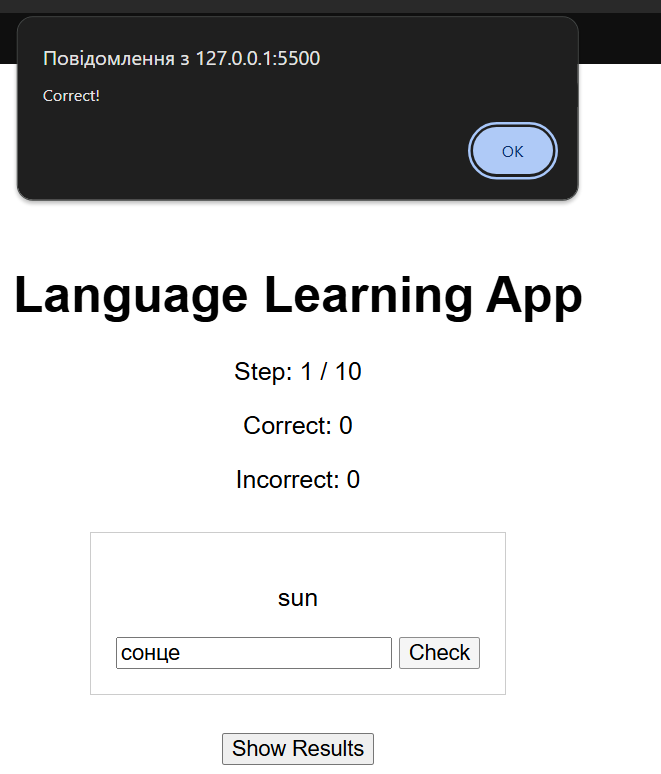 Повідомлення з 127.0.0.1:5500
Correct!
OK
Language Learning App
Step: 1 / 10
Correct: 0
Incorrect: 0
sun
сонце Check
Show Results